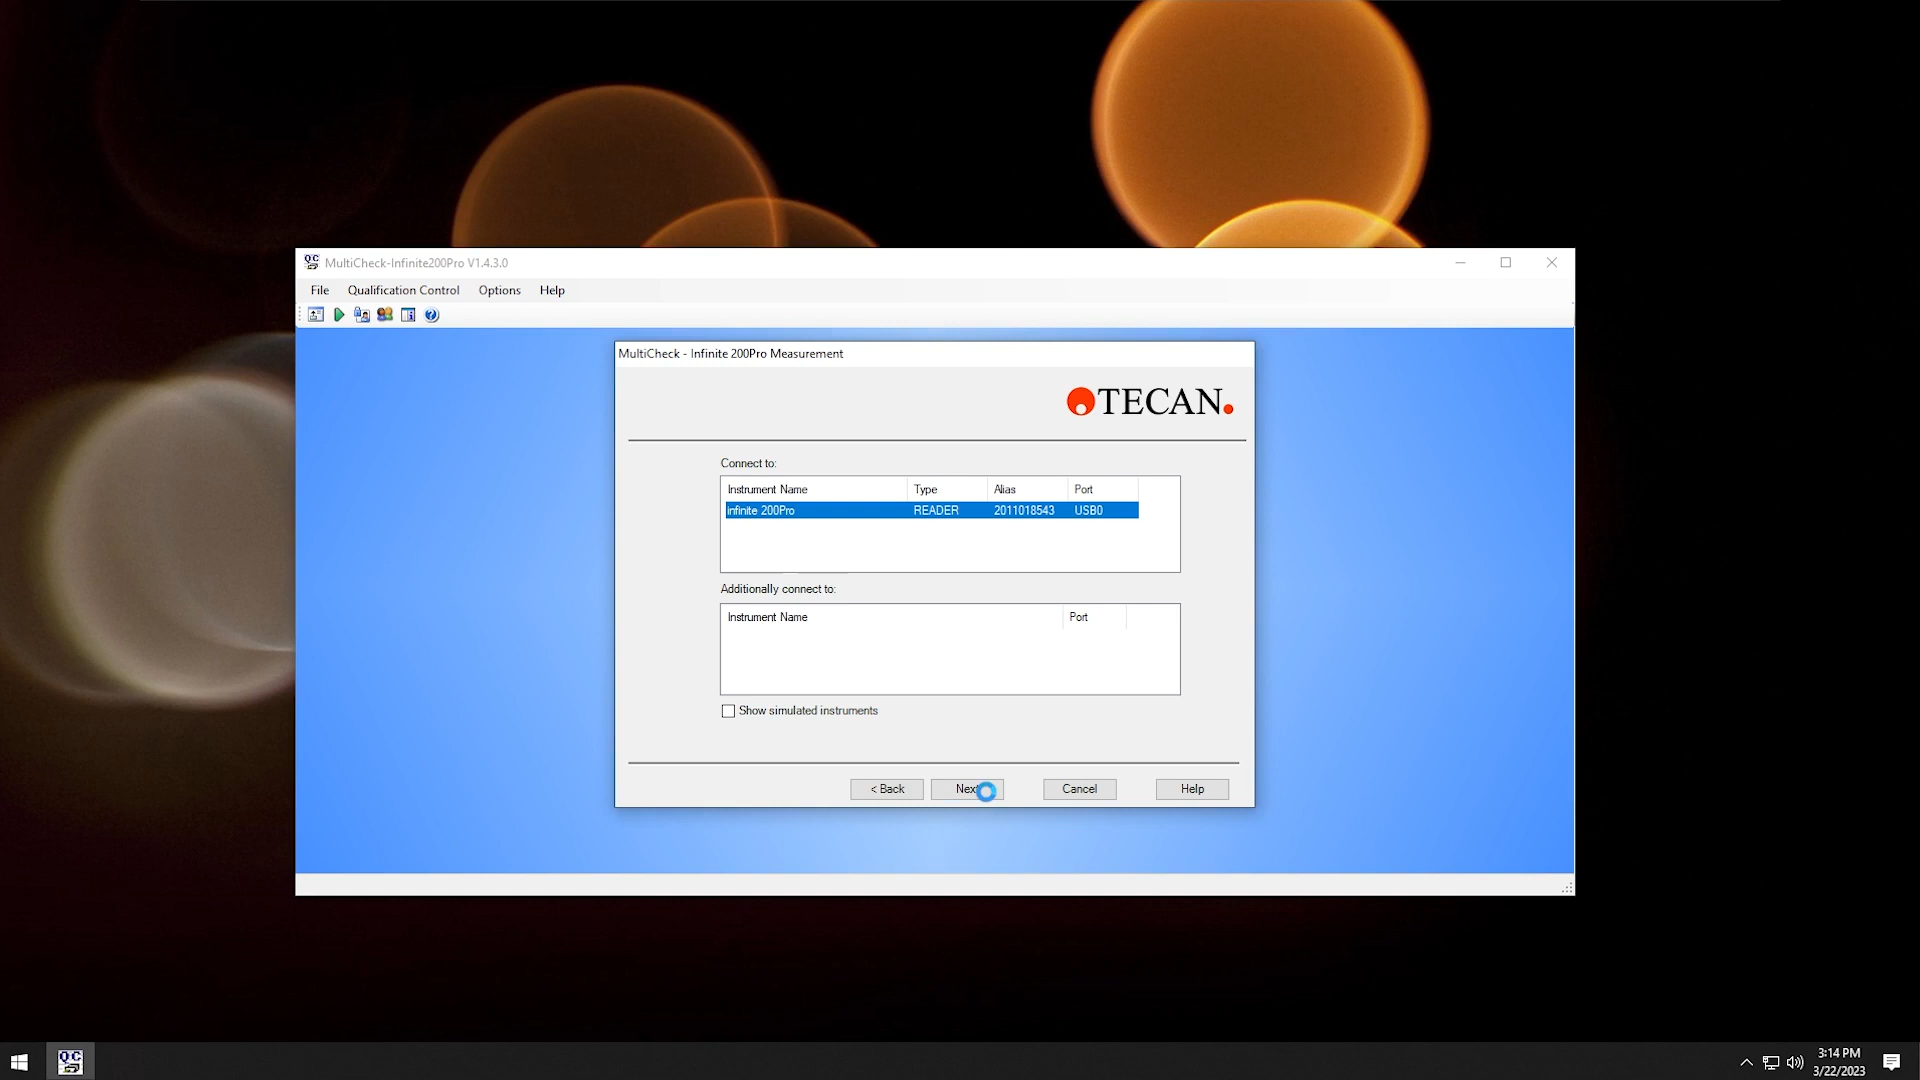 MultiCheck-Infinite200Pro V1.4.3.0
File Qualification Control Options Help
MultiCheck - Infinite 200Pro Measurement
TECAN.
Connect to:
Instrument Name Type Alias Port
infinite 200Pro READER 2011018543 USB0
Additionally connect to:
Instrument Name Port
Show simulated instruments
< Back Next Cancel Help
QC
3:14 PM
3/22/2023